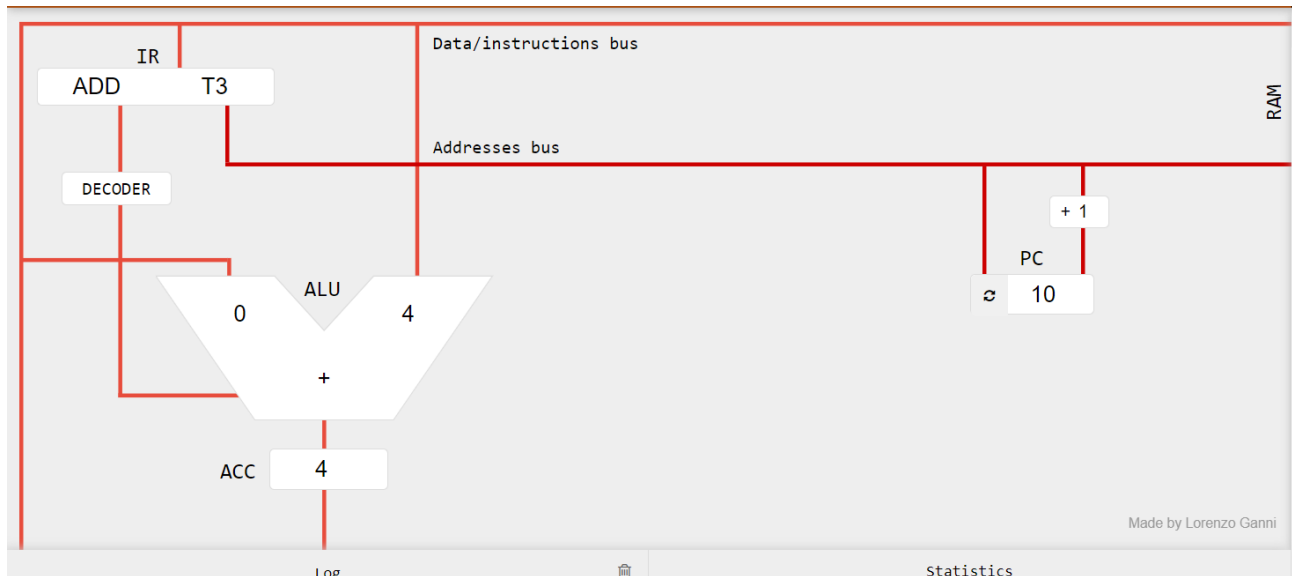 Data/instructions bus
IR
ADD T3
RAM
Addresses bus
DECODER
+ 1
PC
10
ALU
0 4
+
ACC 4
Made by Lorenzo Ganni
Log Statistics